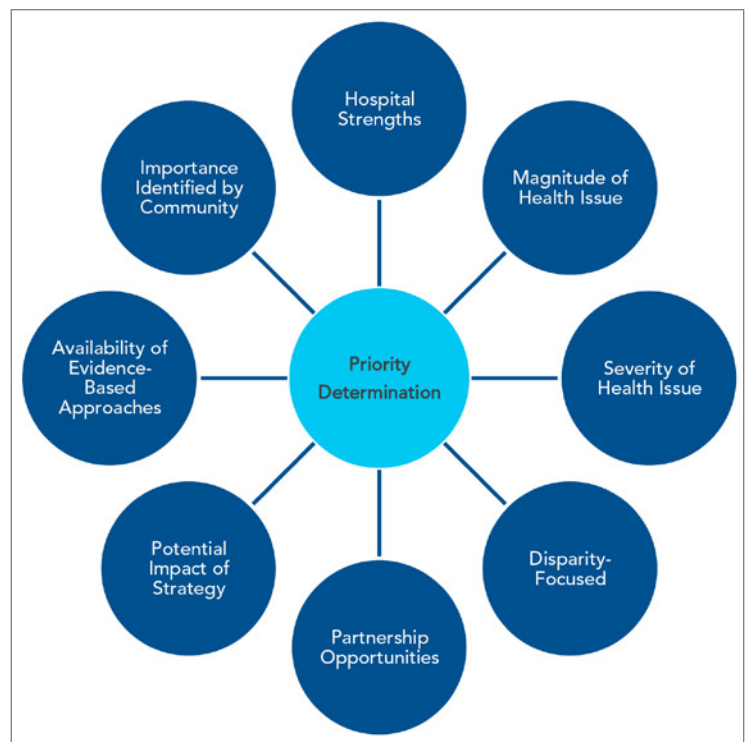 Hospital
Strengths
Magnitude of
Health Issue
Severity of
Health Issue
Disparity-
Focused
Partnership
Opportunities
Potential
Impact of
Strategy
Availability of
Evidence-
Based
Approaches
Importance
Identified by
Community
Priority
Determination